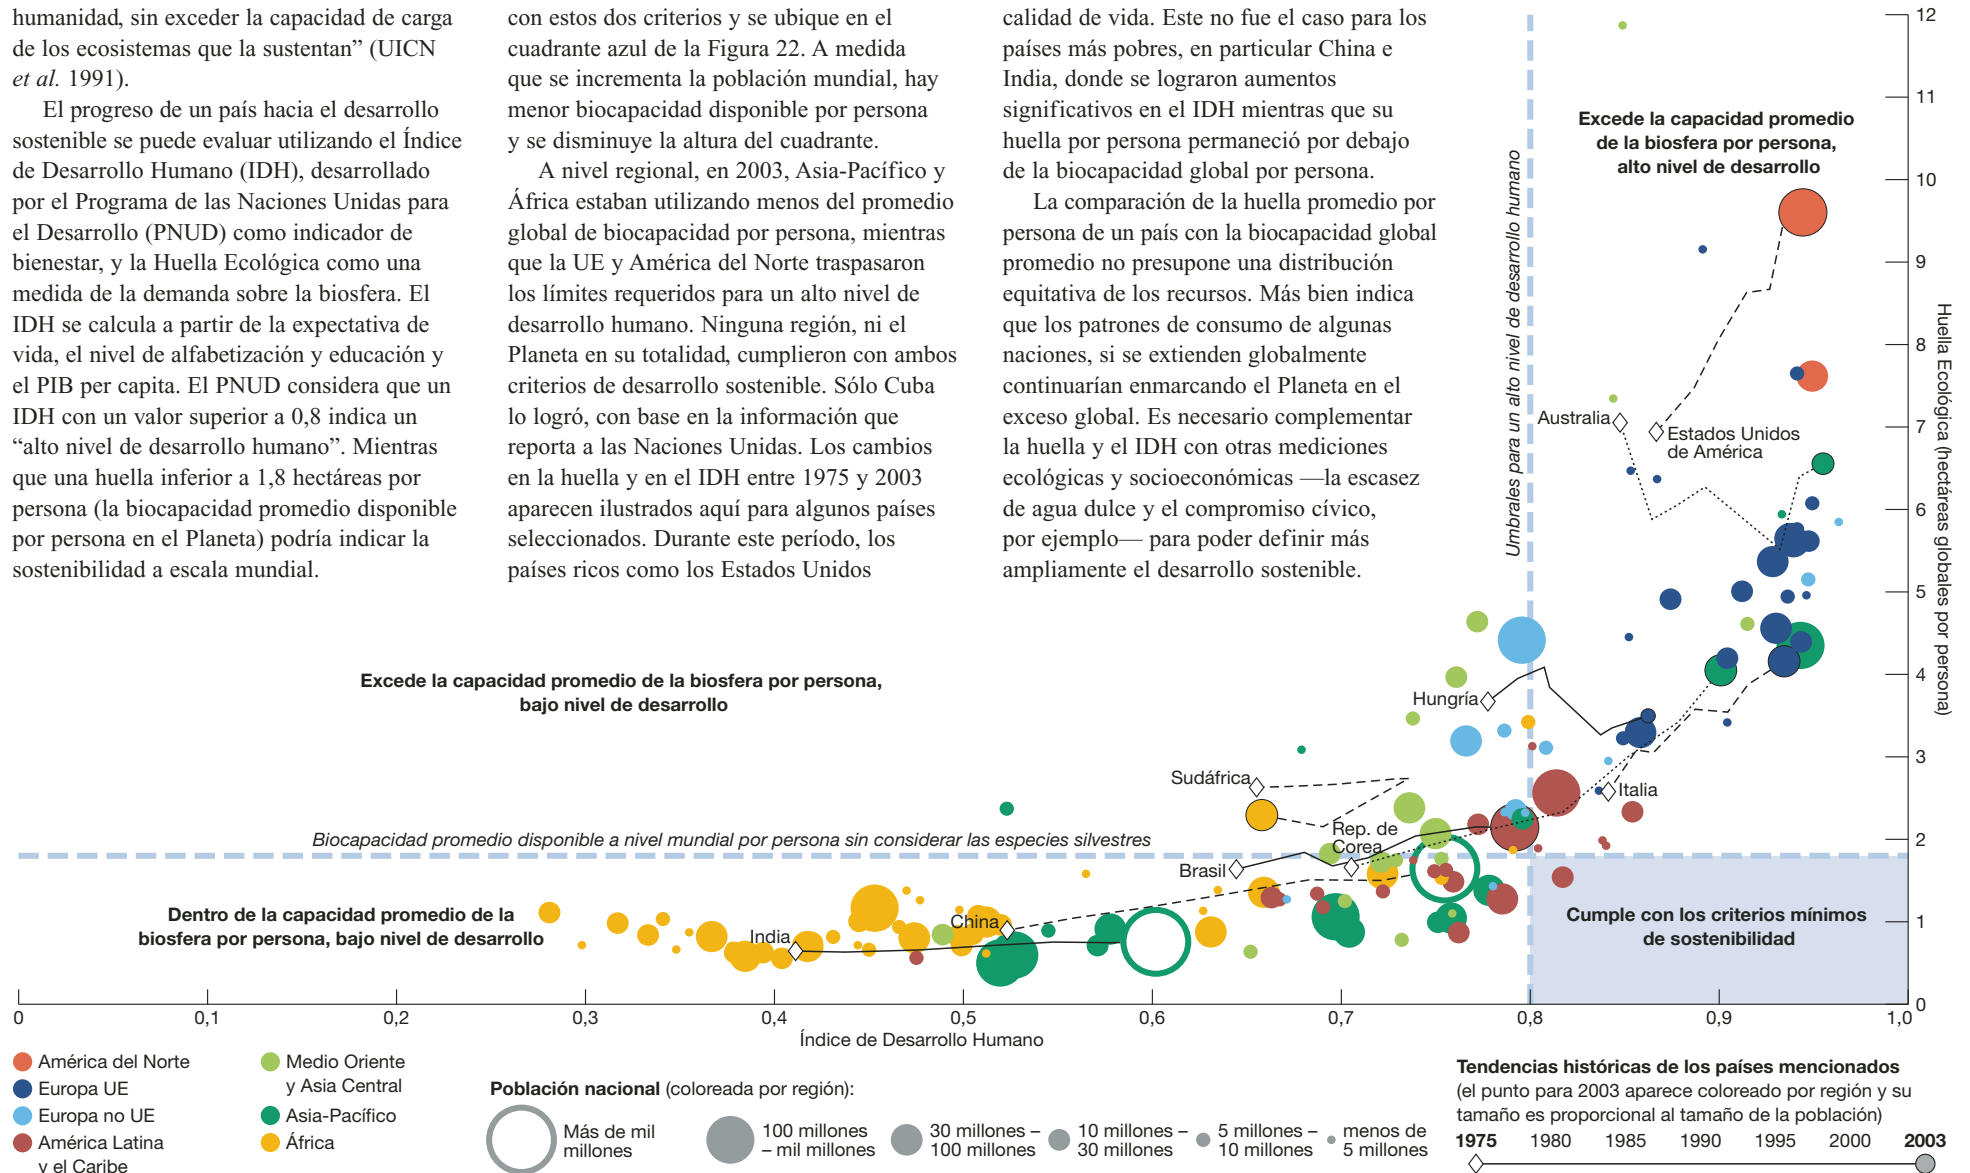 humanidad, sin exceder la capacidad de carga
de los ecosistemas que la sustentan” (UICN
et al. 1991).
El progreso de un país hacia el desarrollo
sostenible se puede evaluar utilizando el Índice
de Desarrollo Humano (IDH), desarrollado
por el Programa de las Naciones Unidas para
el Desarrollo (PNUD) como indicador de
bienestar, y la Huella Ecológica como una
medida de la demanda sobre la biosfera. El
IDH se calcula a partir de la expectativa de
vida, el nivel de alfabetización y educación y
el PIB per capita. El PNUD considera que un
IDH con un valor superior a 0,8 indica un
“alto nivel de desarrollo humano”. Mientras
que una huella inferior a 1,8 hectáreas por
persona (la biocapacidad promedio disponible
por persona en el Planeta) podría indicar la
sostenibilidad a escala mundial.
con estos dos criterios y se ubique en el
cuadrante azul de la Figura 22. A medida
que se incrementa la población mundial, hay
menor biocapacidad disponible por persona
y se disminuye la altura del cuadrante.
A nivel regional, en 2003, Asia-Pacífico y
África estaban utilizando menos del promedio
global de biocapacidad por persona, mientras
que la UE y América del Norte traspasaron
los límites requeridos para un alto nivel de
desarrollo humano. Ninguna región, ni el
Planeta en su totalidad, cumplieron con ambos
criterios de desarrollo sostenible. Sólo Cuba
lo logró, con base en la información que
reporta a las Naciones Unidas. Los cambios
en la huella y en el IDH entre 1975 y 2003
aparecen ilustrados aquí para algunos países
seleccionados. Durante este período, los
países ricos como los Estados Unidos
calidad de vida. Este no fue el caso para los
países más pobres, en particular China e
India, donde se lograron aumentos
significativos en el IDH mientras que su
huella por persona permaneció por debajo
de la biocapacidad global por persona.
La comparación de la huella promedio por
persona de un país con la biocapacidad global
promedio no presupone una distribución
equitativa de los recursos. Más bien indica
que los patrones de consumo de algunas
naciones, si se extienden globalmente
continuarían enmarcando el Planeta en el
exceso global. Es necesario complementar
la huella y el IDH con otras mediciones
ecológicas y socioeconómicas —la escasez
de agua dulce y el compromiso cívico,
por ejemplo— para poder definir más
ampliamente el desarrollo sostenible.
Umbrales para un alto nivel de desarrollo humano
Excede la capacidad promedio
de la biosfera por persona,
alto nivel de desarrollo
12
11
10
9
8
7
6
5
4
3
2
1
0
Huella Ecológica (hectáreas globales por persona)
Australia
Estados Unidos
de América
Excede la capacidad promedio de la biosfera por persona,
bajo nivel de desarrollo
Hungría
Sudáfrica
Italia
Rep. de
Corea
Biocapacidad promedio disponible a nivel mundial por persona sin considerar las especies silvestres
Brasil
Dentro de la capacidad promedio de la
biosfera por persona, bajo nivel de desarrollo
China
India
Cumple con los criterios mínimos
de sostenibilidad
0 0,1 0,2 0,3 0,4 0,5 0,6 0,7 0,8 0,9 1,0
Índice de Desarrollo Humano
América del Norte
Europa UE
Europa no UE
América Latina
y el Caribe
Medio Oriente
y Asia Central
Asia-Pacífico
África
Población nacional (coloreada por región):
Más de mil
millones
100 millones
– mil millones
30 millones –
100 millones
10 millones –
30 millones
5 millones –
10 millones
menos de
5 millones
Tendencias históricas de los países mencionados
(el punto para 2003 aparece coloreado por región y su
tamaño es proporcional al tamaño de la población)
1975 1980 1985 1990 1995 2000 2003